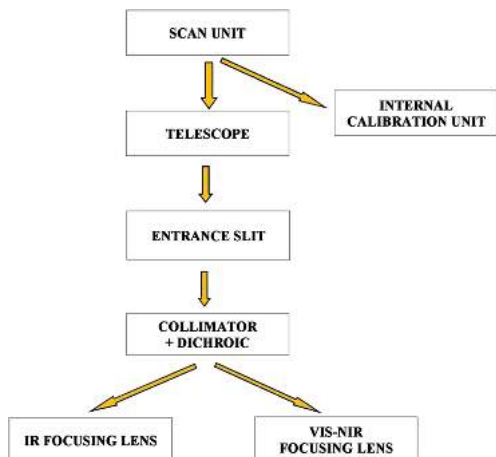 SCAN UNIT
INTERNAL
CALIBRATION UNIT
TELESCOPE
ENTRANCE SLIT
COLLIMATOR
+ DICHROIC
IR FOCUSING LENS
VIS-NIR
FOCUSING LENS